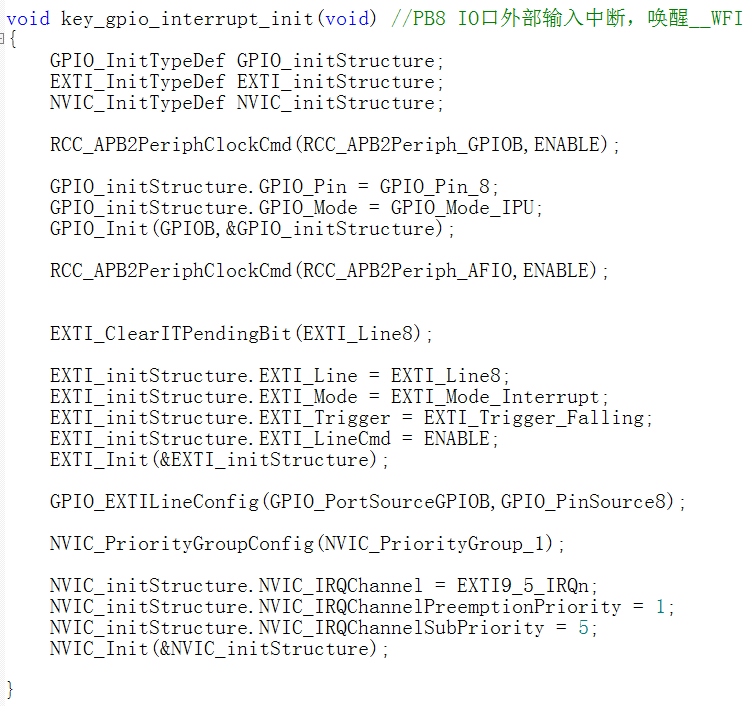 void key_gpio_interrupt_init(void) //PB8 IO口外部输入中断，唤醒__WFI
{
GPIO_InitTypeDef GPIO_initStructure;
EXTI_InitTypeDef EXTI_initStructure;
NVIC_InitTypeDef NVIC_initStructure;
RCC_APB2PeriphClockCmd(RCC_APB2Periph_GPIOB,ENABLE);
GPIO_initStructure.GPIO_Pin = GPIO_Pin_8;
GPIO_initStructure.GPIO_Mode = GPIO_Mode_IPU;
GPIO_Init(GPIOB,&GPIO_initStructure);
RCC_APB2PeriphClockCmd(RCC_APB2Periph_AFIO,ENABLE);
EXTI_ClearITPendingBit(EXTI_Line8);
EXTI_initStructure.EXTI_Line = EXTI_Line8;
EXTI_initStructure.EXTI_Mode = EXTI_Mode_Interrupt;
EXTI_initStructure.EXTI_Trigger = EXTI_Trigger_Falling;
EXTI_initStructure.EXTI_LineCmd = ENABLE;
EXTI_Init(&EXTI_initStructure);
GPIO_EXTILineConfig(GPIO_PortSourceGPIOB,GPIO_PinSource8);
NVIC_PriorityGroupConfig(NVIC_PriorityGroup_1);
NVIC_initStructure.NVIC_IRQChannel = EXTI9_5_IRQn;
NVIC_initStructure.NVIC_IRQChannelPreemptionPriority = 1;
NVIC_initStructure.NVIC_IRQChannelSubPriority = 5;
NVIC_Init(&NVIC_initStructure);
}